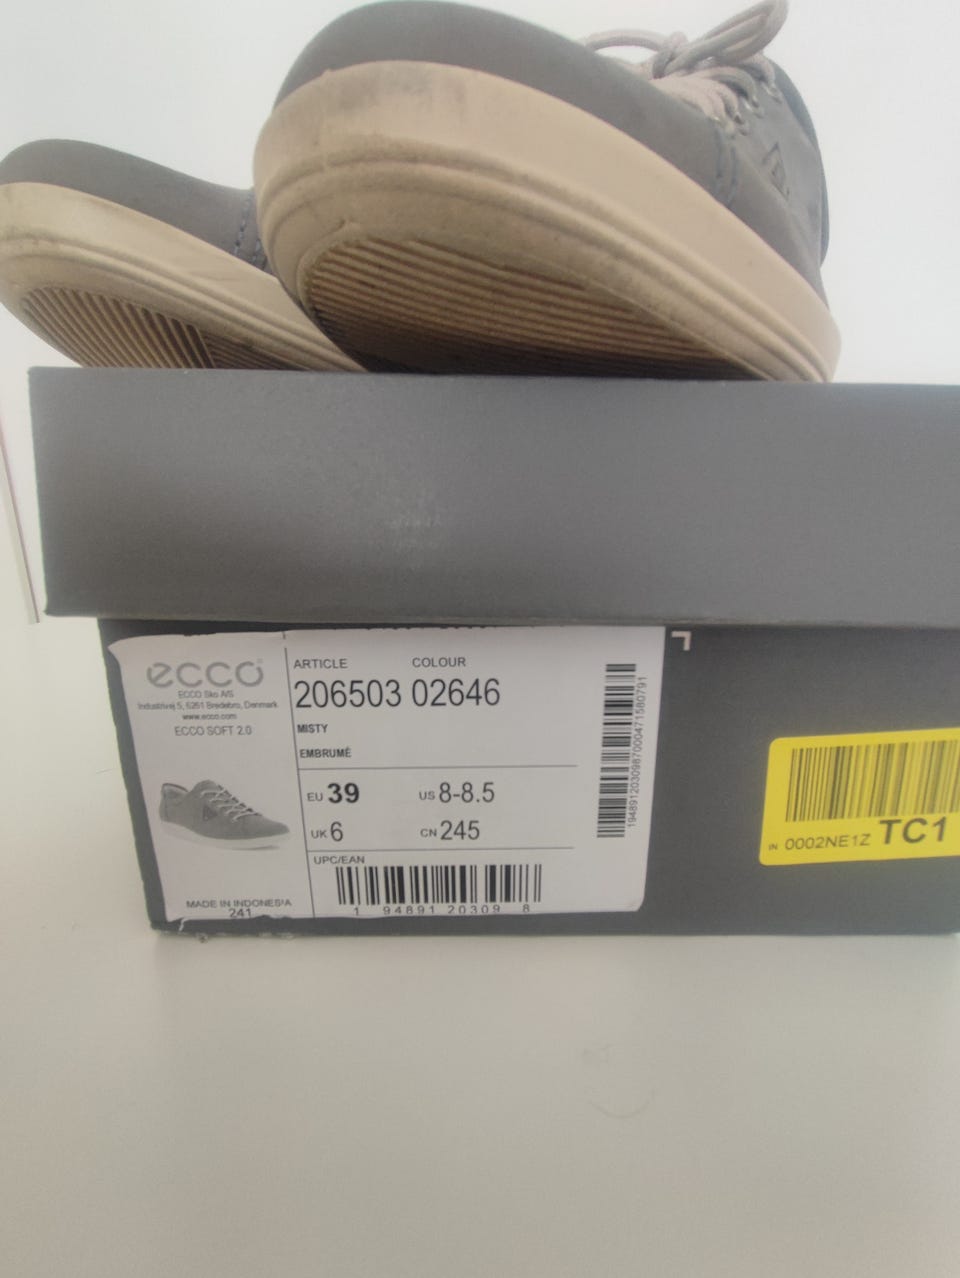 ecco
ECCO Sko A/S
Industrivej 5, 6261 Bredebro, Denmark
www.ecco.com
ECCO SOFT 2.0
MADE IN INDONESIA
241
ARTICLE COLOUR
206503 02646
MISTY
EMBRUMÉ
EU 39 US 8-8.5
UK 6 CN 245
UPC/EAN
1 94891 20309 8
1948912030987000471580791
IN 0002NE1Z TC1